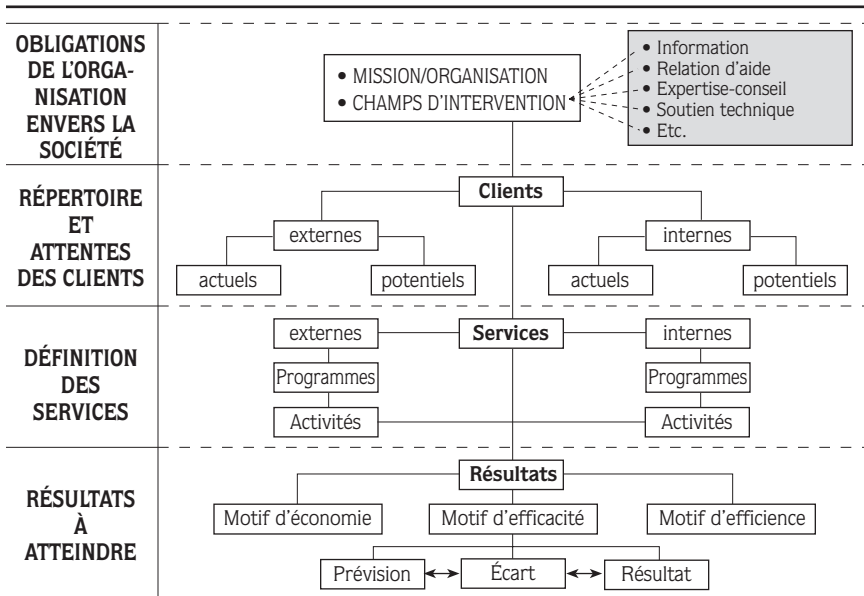 OBLIGATIONS
DE L'ORGA-
NISATION
ENVERS LA
SOCIÉTÉ
• MISSION/ORGANISATION
• CHAMPS D'INTERVENTION
• Information
• Relation d'aide
• Expertise-conseil
• Soutien technique
• Etc.
RÉPERTOIRE
ET
ATTENTES
DES CLIENTS
Clients
externes
internes
actuels
potentiels
actuels
potentiels
DÉFINITION
DES
SERVICES
externes
Services
internes
Programmes
Programmes
Activités
Activités
RÉSULTATS
À
ATTEINDRE
Résultats
Motif d'économie
Motif d'efficacité
Motif d'efficience
Prévision
Écart
Résultat